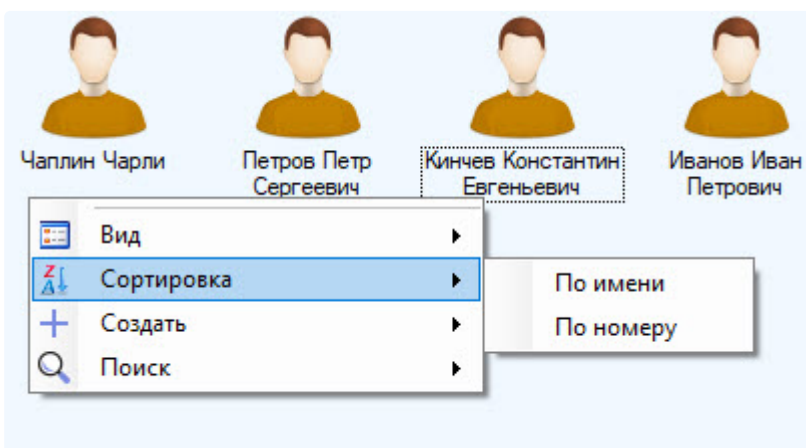 Чаплин Чарли
Петров Петр
Сергеевич
Кинчев Константин
Евгеньевич
Иванов Иван
Петрович
Вид
Сортировка
Создать
Поиск
По имени
По номеру